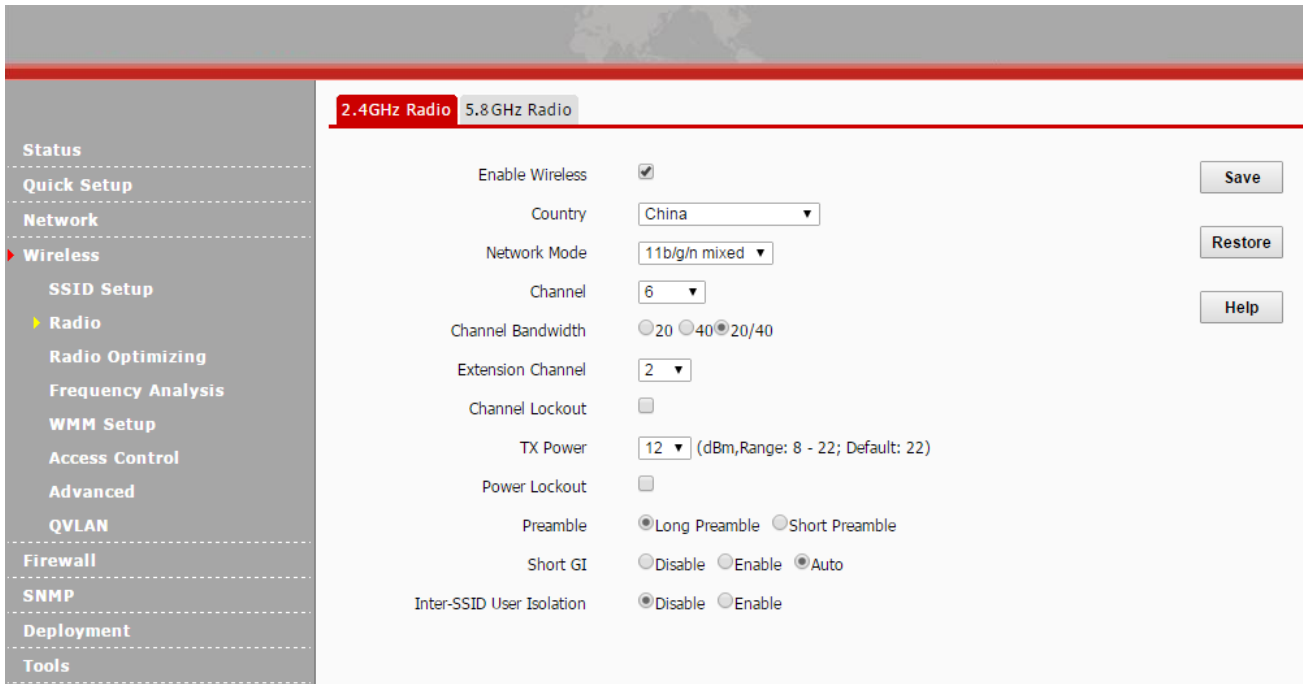 2.4GHz Radio 5.8GHz Radio
Status
Quick Setup
Network
Wireless
SSID Setup
Radio
Radio Optimizing
Frequency Analysis
WMM Setup
Access Control
Advanced
QVLAN
Firewall
SNMP
Deployment
Tools
Enable Wireless
Country China
Network Mode 11b/g/n mixed
Channel 6
Channel Bandwidth 20 40 20/40
Extension Channel 2
Channel Lockout
TX Power 12 (dBm,Range: 8 - 22; Default: 22)
Power Lockout
Preamble Long Preamble Short Preamble
Short GI Disable Enable Auto
Inter-SSID User Isolation Disable Enable
Save
Restore
Help